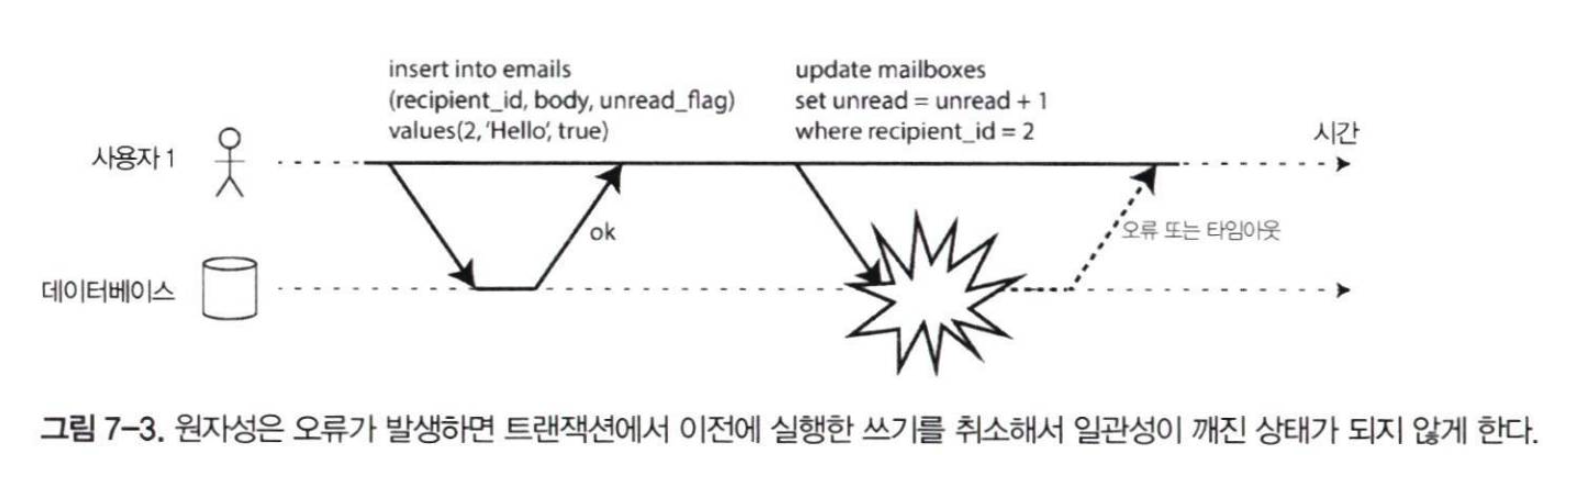 insert into emails
(recipient_id, body, unread_flag)
values(2, 'Hello', true)
update mailboxes
set unread = unread + 1
where recipient_id = 2
시간
사용자 1
ok
오류 또는 타임아웃
데이터베이스
그림 7-3. 원자성은 오류가 발생하면 트랜잭션에서 이전에 실행한 쓰기를 취소해서 일관성이 깨진 상태가 되지 않게 한다.